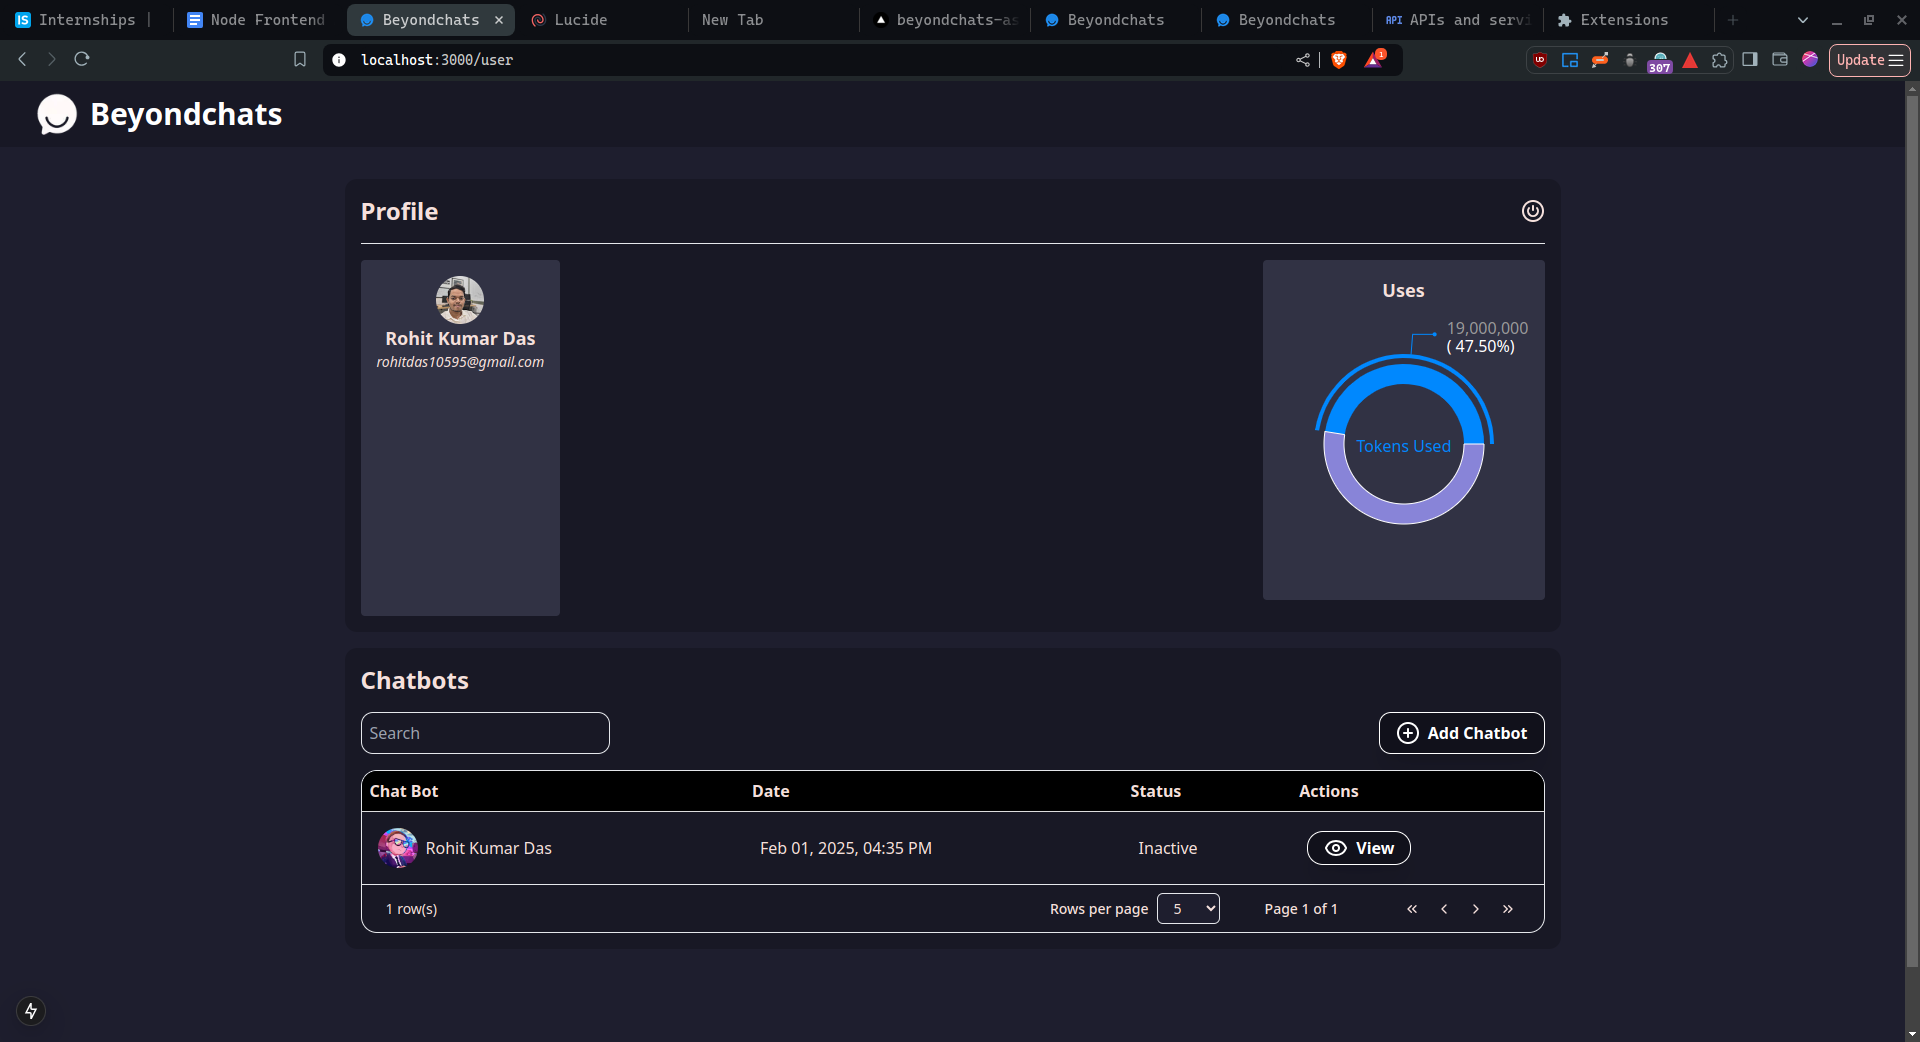 Internships |
Node Frontend
Beyondchats
Lucide
New Tab
beyondchats-as
Beyondchats
Beyondchats
API APIs and servi
Extensions
localhost:3000/user
1
307
Update
Beyondchats
Profile
Rohit Kumar Das
rohitdas10595@gmail.com
Uses
19,000,000
( 47.50%)
Tokens Used
Chatbots
Search
Add Chatbot
Chat Bot Date Status Actions
Rohit Kumar Das Feb 01, 2025, 04:35 PM Inactive View
1 row(s) Rows per page 5 Page 1 of 1